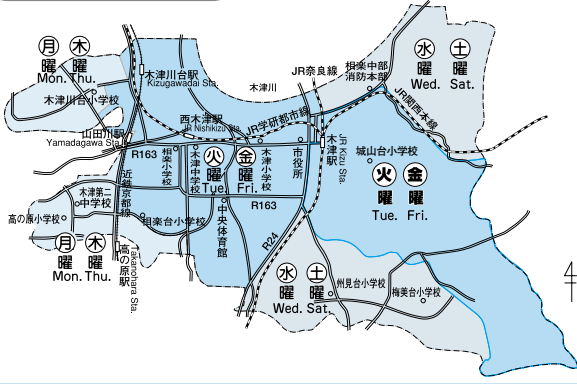 月曜 木曜
Mon. Thu.
木津川台小学校
木津川台駅
Kizugawadai Sta.
木津川
JR奈良線
相楽中部
消防本部
水曜 土曜
Wed. Sat.
JR関西本線
山田川駅
Yamadagawa Sta.
西木津駅
JR Nishikizu Sta.
JR学研都市線
R163
相楽小学校
木津中学校
火曜 金曜
Tue. Fri.
木津小学校
市役所
木津駅
JR Kizu Sta.
城山台小学校
火曜 金曜
Tue. Fri.
近鉄京都線
木津第二
中学校
高の原小学校
相楽台小学校
中央体育館
R163
R24
月曜 木曜
Mon. Thu.
高の原駅
Takanohara Sta.
水曜 土曜
Wed. Sat.
州見台小学校
梅美台小学校